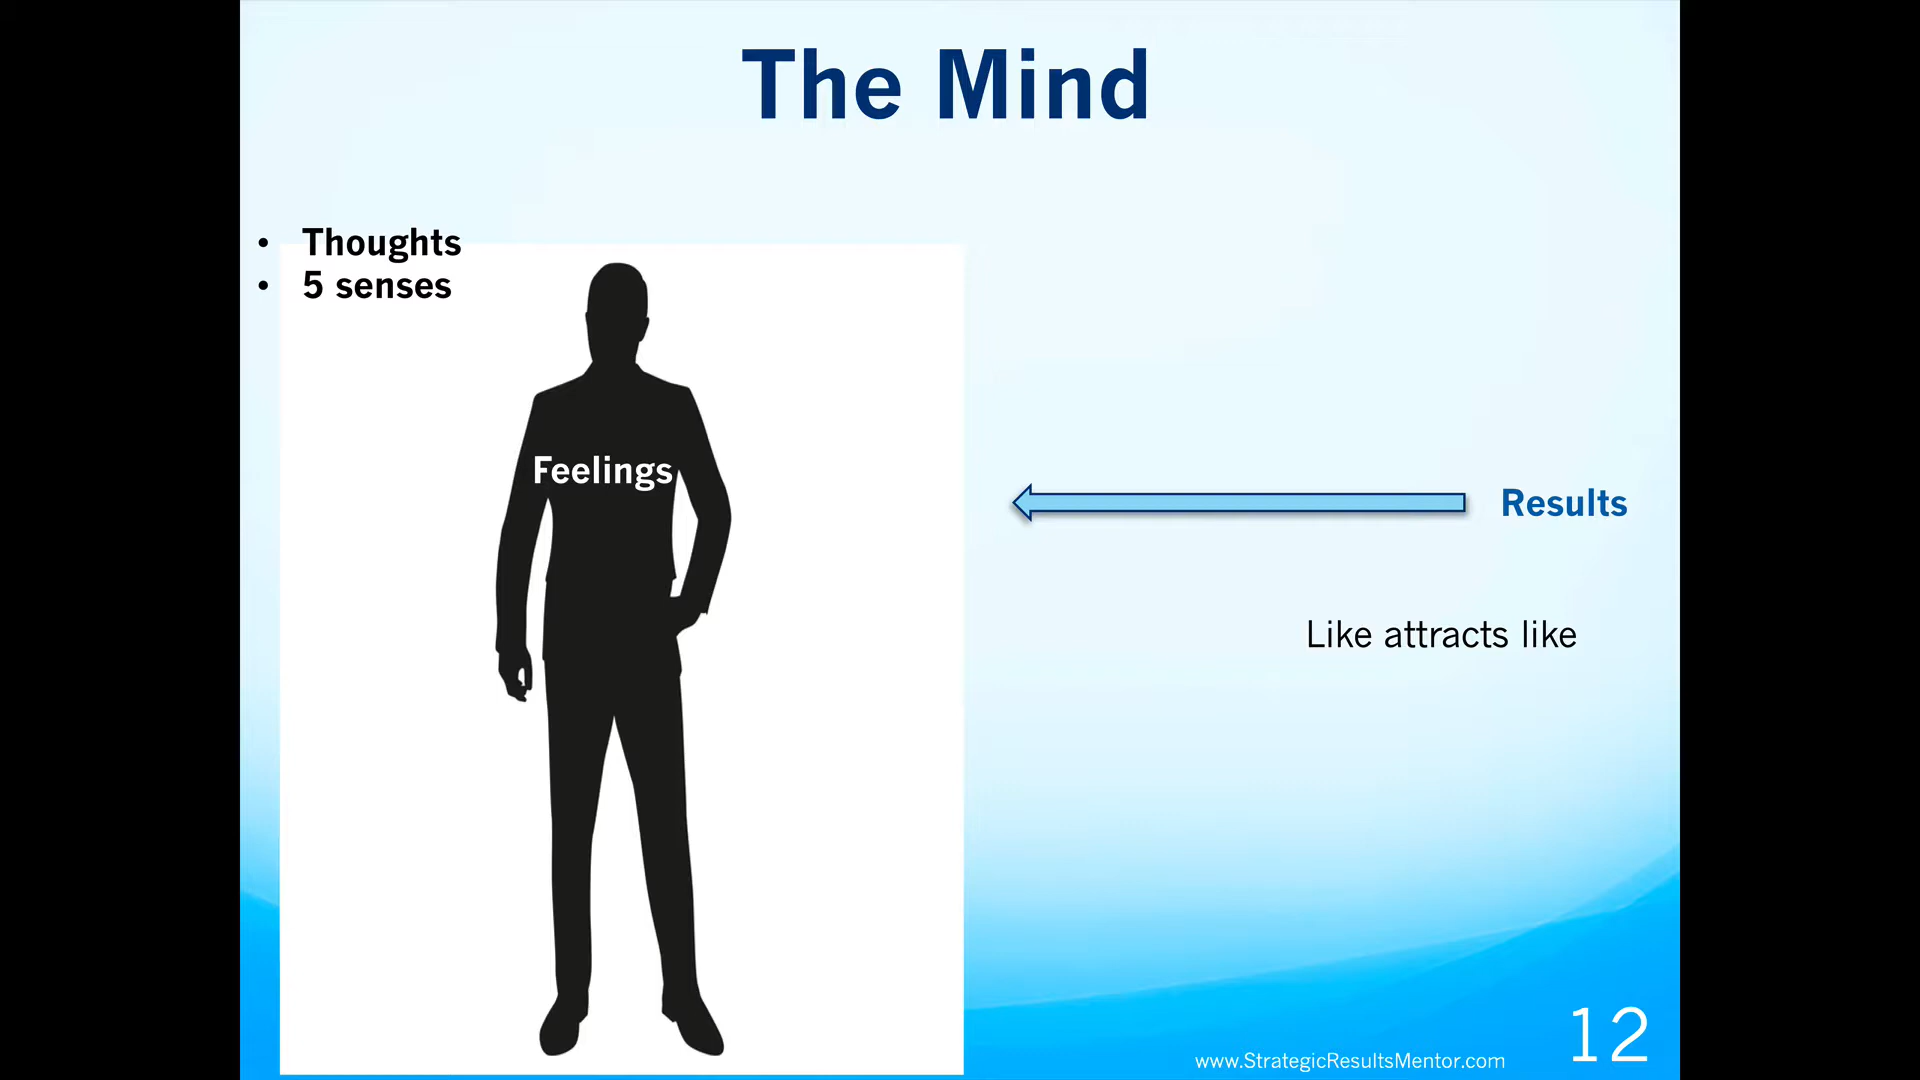 The Mind
• Thoughts
• 5 senses
Feelings
Results
Like attracts like
www.StrategicResultsMentor.com
12